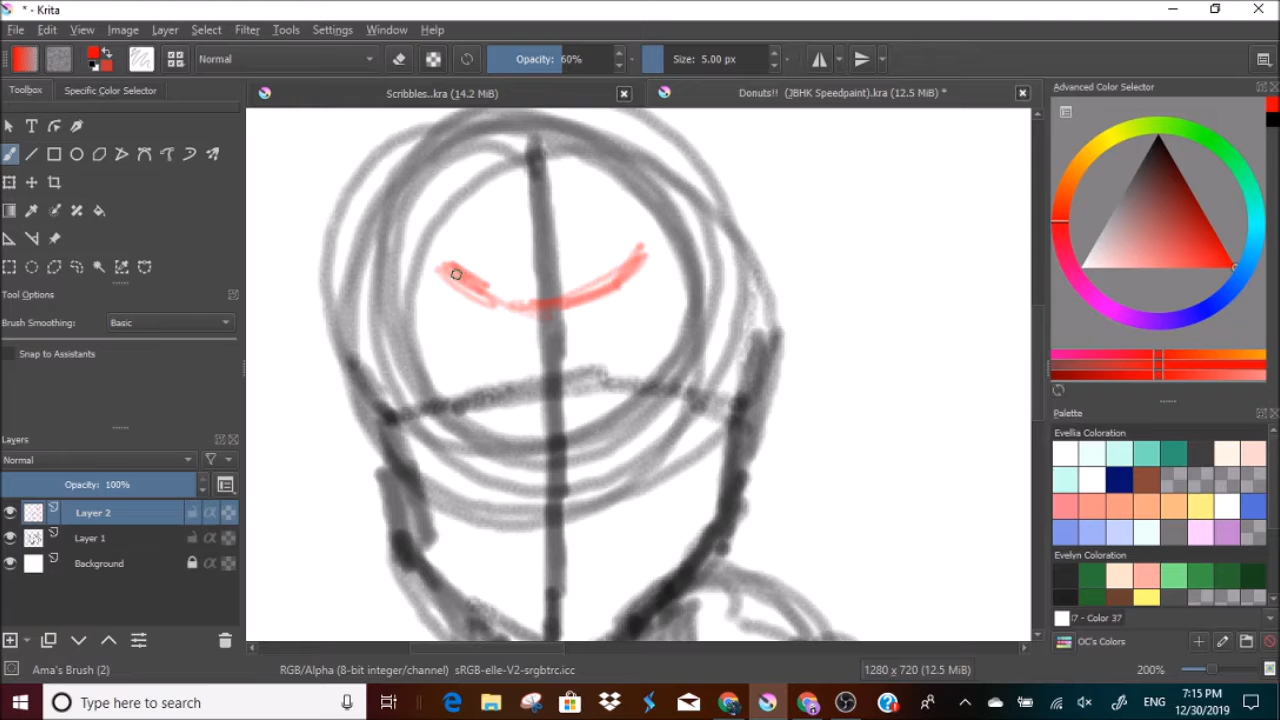 * - Krita
File Edit View Image Layer Select Filter Tools Settings Window Help
Normal Opacity: 60% Size: 5.00 px
Toolbox Specific Color Selector Scribbles..kra (14.2 MiB) Donuts!! (JBHK Speedpaint).kra (12.5 MiB) * Advanced Color Selector
Tool Options
Brush Smoothing: Basic
Snap to Assistants
Palette
Evellia Coloration
Layers
Normal
Opacity: 100%
Layer 2
Layer 1
Background
Evelyn Coloration
Color 37
OC's Colors
Ama's Brush (2) RGB/Alpha (8-bit integer/channel) sRGB-elle-V2-srgbtrc.icc 1280 x 720 (12.5 MiB) 200%
Type here to search ENG 7:15 PM
12/30/2019